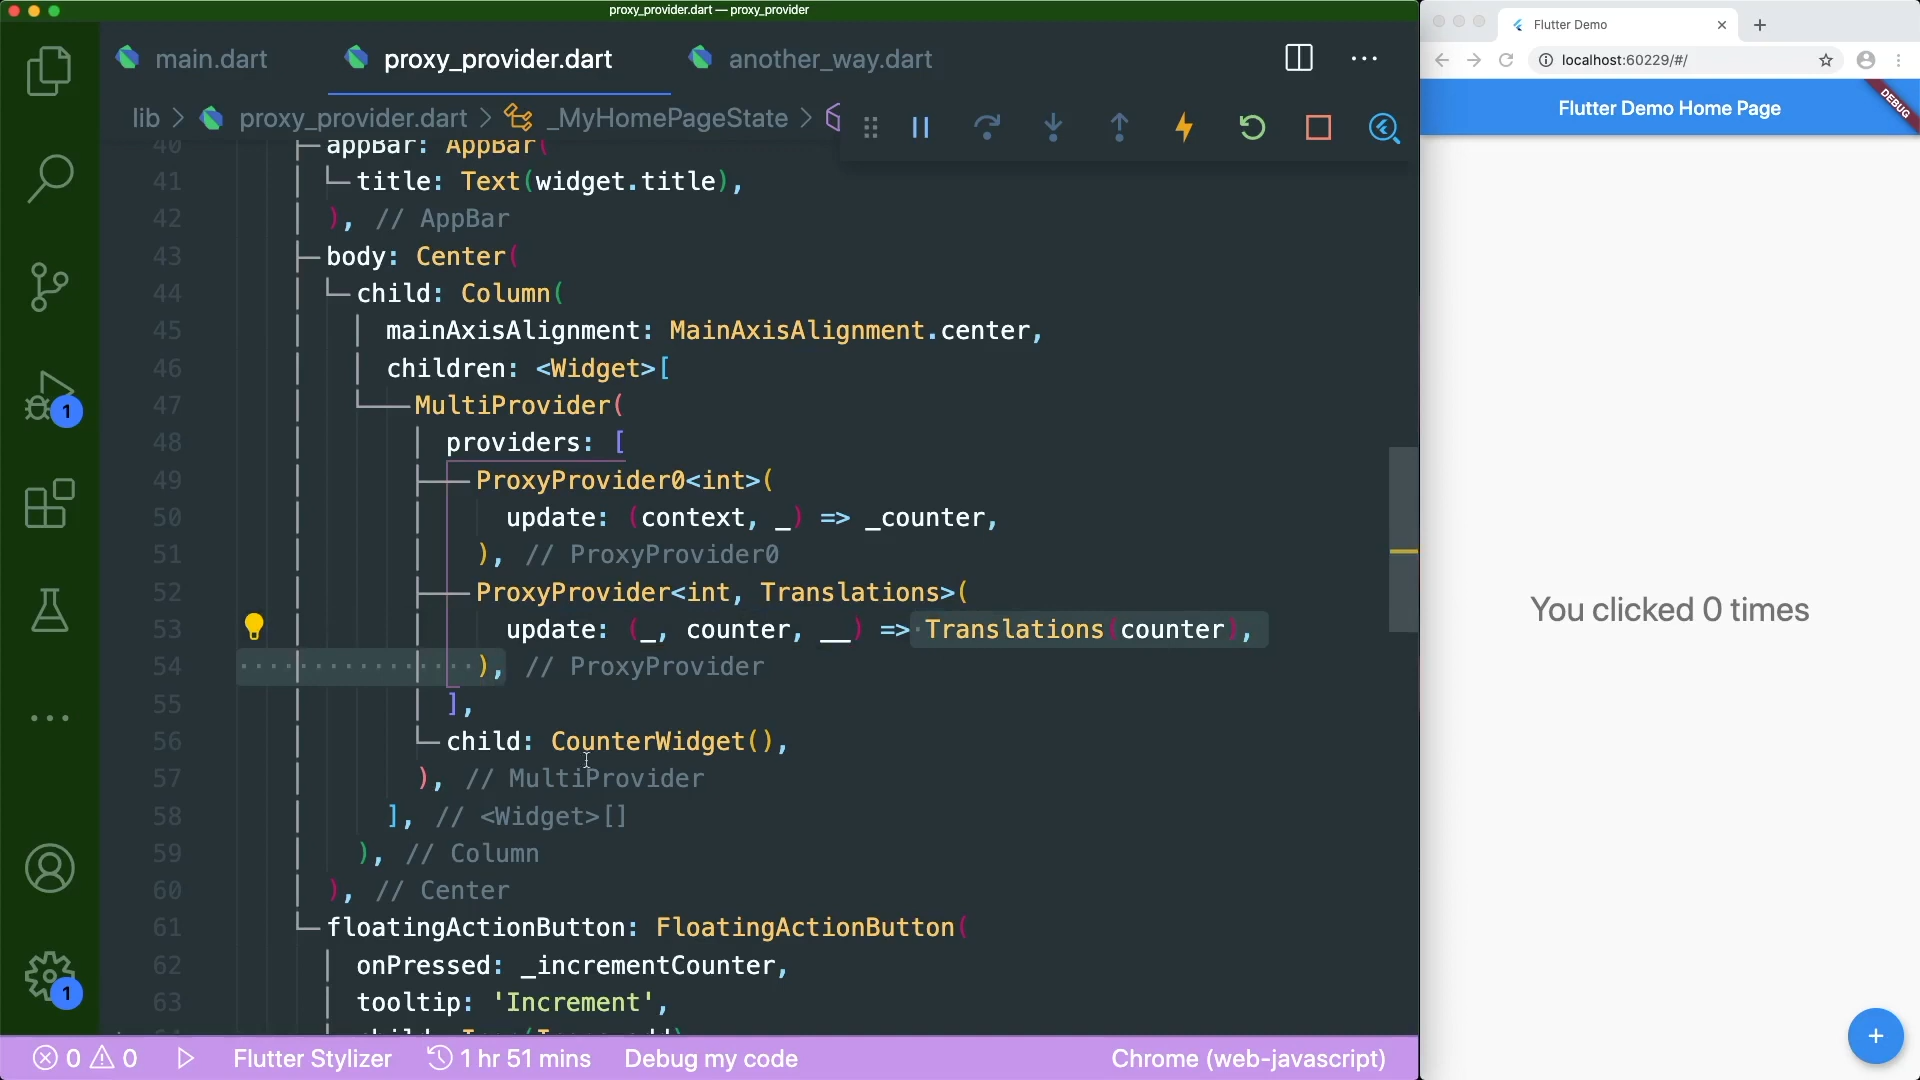 proxy_provider.dart — proxy_provider
main.dart
proxy_provider.dart
another_way.dart
lib > proxy_provider.dart > _MyHomePageState >
40 appBar: AppBar(
41 title: Text(widget.title),
42 ), // AppBar
43 body: Center(
44 child: Column(
45 mainAxisAlignment: MainAxisAlignment.center,
46 children: <Widget>[
47 MultiProvider(
48 providers: [
49 ProxyProvider0<int>(
50 update: (context, _) => _counter,
51 ), // ProxyProvider0
52 ProxyProvider<int, Translations>(
53 update: (_, counter, __) => Translations(counter),
54 ), // ProxyProvider
55 ],
56 child: CounterWidget(),
57 ), // MultiProvider
58 ], // <Widget>[]
59 ), // Column
60 ), // Center
61 floatingActionButton: FloatingActionButton(
62 onPressed: _incrementCounter,
63 tooltip: 'Increment',
1
1
0 0 Flutter Stylizer 1 hr 51 mins Debug my code Chrome (web-javascript)
Flutter Demo
localhost:60229/#/
Flutter Demo Home Page
DEBUG
You clicked 0 times
+